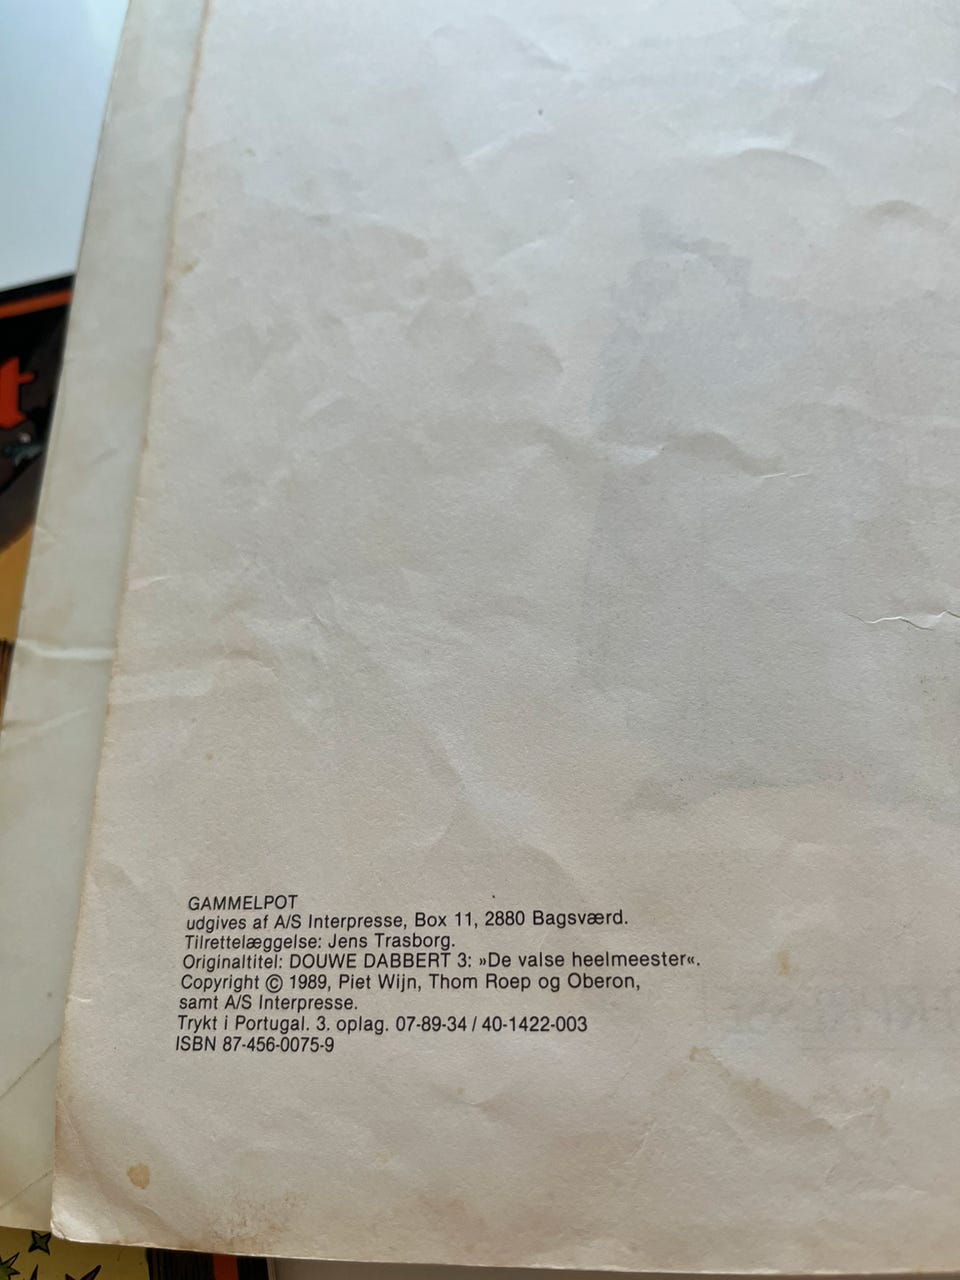 t
GAMMELPOT
udgives af A/S Interpresse, Box 11, 2880 Bagsværd.
Tilrettelæggelse: Jens Trasborg.
Originaltitel: DOUWE DABBERT 3: »De valse heelmeester«.
Copyright © 1989, Piet Wijn, Thom Roep og Oberon,
samt A/S Interpresse.
Trykt i Portugal. 3. oplag. 07-89-34 / 40-1422-003
ISBN 87-456-0075-9